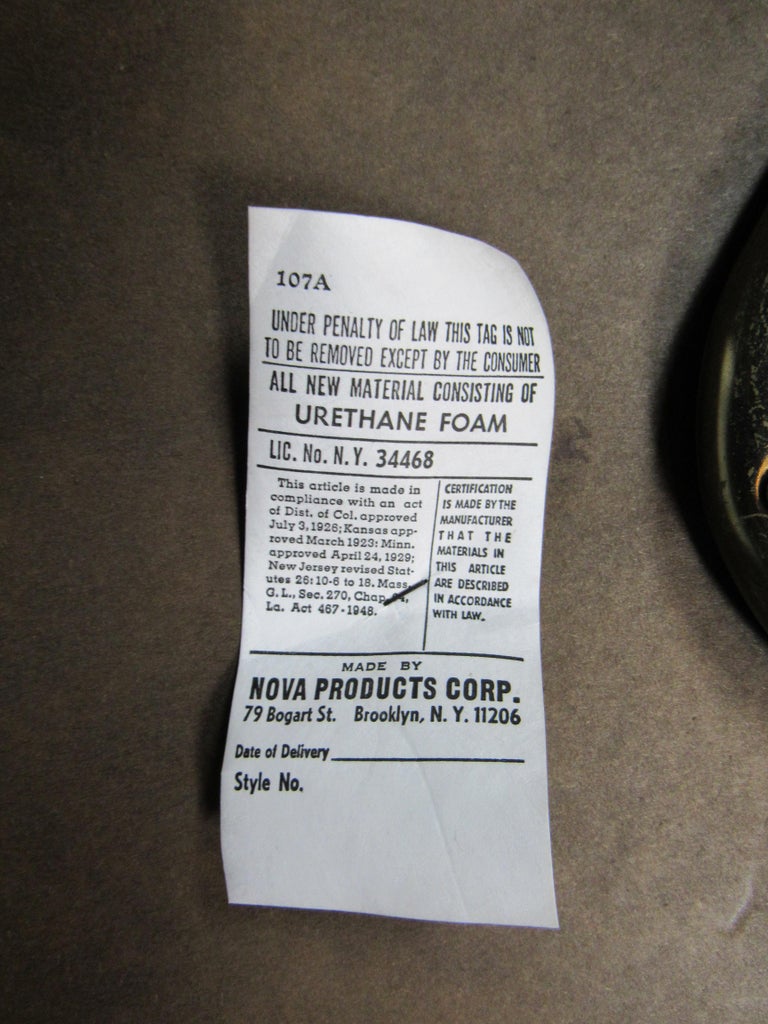 107A
UNDER PENALTY OF LAW THIS TAG IS NOT
TO BE REMOVED EXCEPT BY THE CONSUMER
ALL NEW MATERIAL CONSISTING OF
URETHANE FOAM
LIC. No. N.Y. 34468
This article is made in
compliance with an act
of Dist. of Col. approved
July 3, 1926; Kansas app-
roved March 1923: Minn.
approved April 24, 1929;
New Jersey revised Stat-
utes 26:10-6 to 18. Mass.
G. L., Sec. 270, Chap.
La. Act 467-1948.
CERTIFICATION
IS MADE BY THE
MANUFACTURER
THAT THE
MATERIALS IN
THIS ARTICLE
ARE DESCRIBED
IN ACCORDANCE
WITH LAW.
MADE BY
NOVA PRODUCTS CORP.
79 Bogart St. Brooklyn, N. Y. 11206
Date of Delivery
Style No.